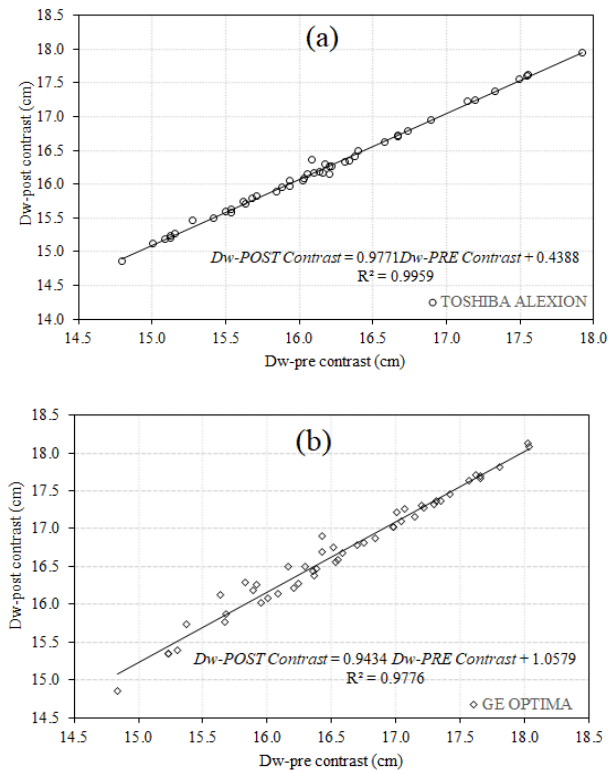 (a)
18.5
18.0
17.5
17.0
16.5
16.0
15.5
15.0
14.5
14.0
Dw-post contrast (cm)
Dw-POST Contrast = 0.9771Dw-PRE Contrast + 0.4388
R² = 0.9959
TOSHIBA ALEXION
14.5 15.0 15.5 16.0 16.5 17.0 17.5 18.0
Dw-pre contrast (cm)
(b)
18.5
18.0
17.5
17.0
16.5
16.0
15.5
15.0
14.5
Dw-post contrast (cm)
Dw-POST Contrast = 0.9434 Dw-PRE Contrast + 1.0579
R² = 0.9776
GE OPTIMA
14.5 15.0 15.5 16.0 16.5 17.0 17.5 18.0 18.5
Dw-pre contrast (cm)